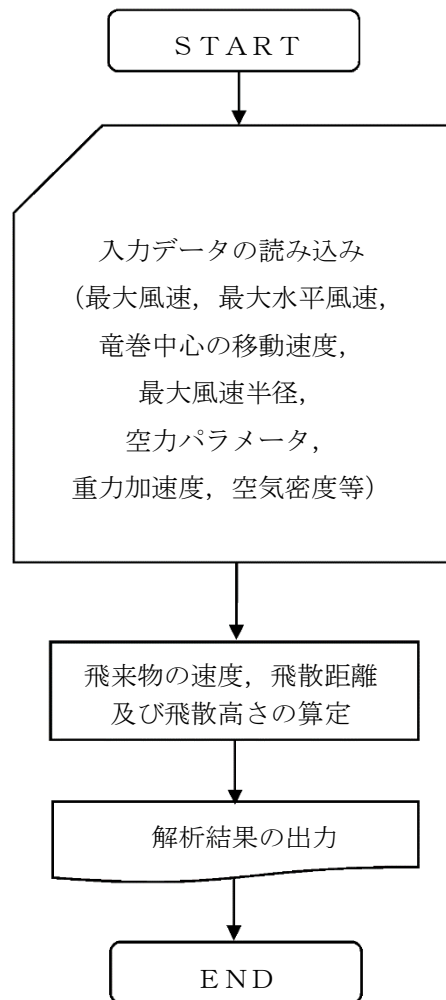 ＳＴＡＲＴ
入力データの読み込み
（最大風速，最大水平風速，
竜巻中心の移動速度，
最大風速半径，
空力パラメータ，
重力加速度，空気密度等）
飛来物の速度，飛散距離
及び飛散高さの算定
解析結果の出力
ＥＮＤ